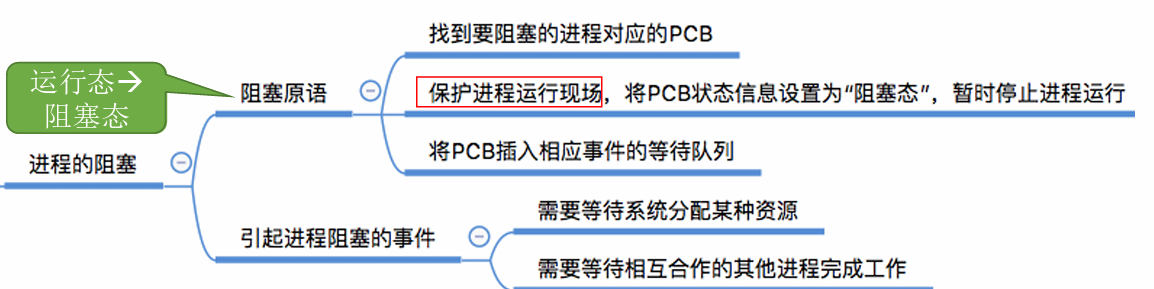 找到要阻塞的进程对应的PCB
运行态→
阻塞态
阻塞原语
保护进程运行现场，将PCB状态信息设置为“阻塞态”，暂时停止进程运行
将PCB插入相应事件的等待队列
进程的阻塞
需要等待系统分配某种资源
引起进程阻塞的事件
需要等待相互合作的其他进程完成工作